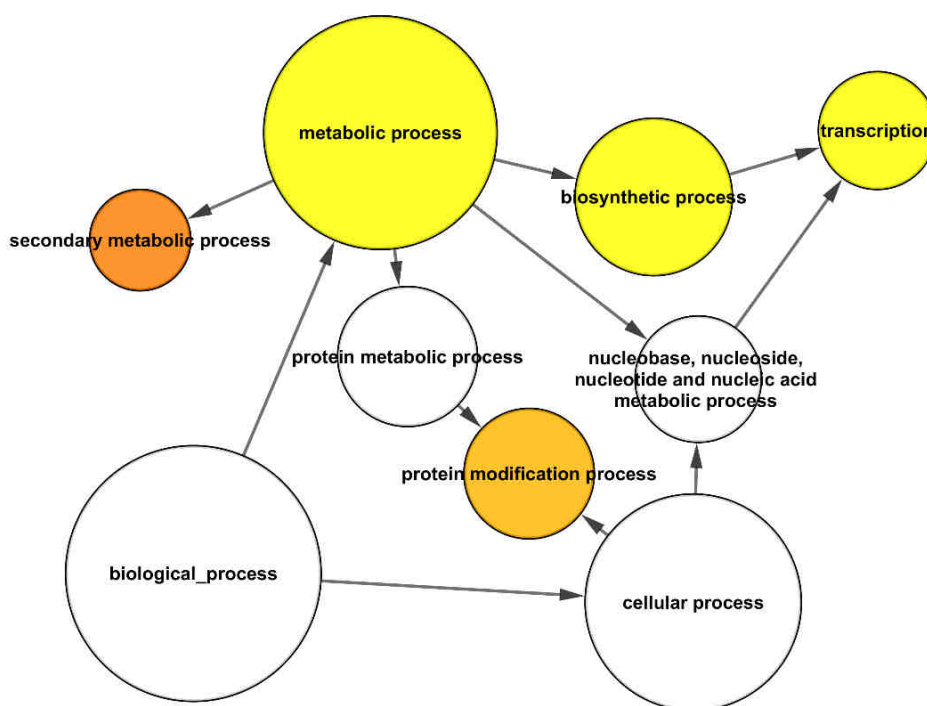 metabolic process
transcription
biosynthetic process
secondary metabolic process
protein metabolic process
nucleobase, nucleoside,
nucleotide and nucleic acid
metabolic process
protein modification process
biological_process
cellular process